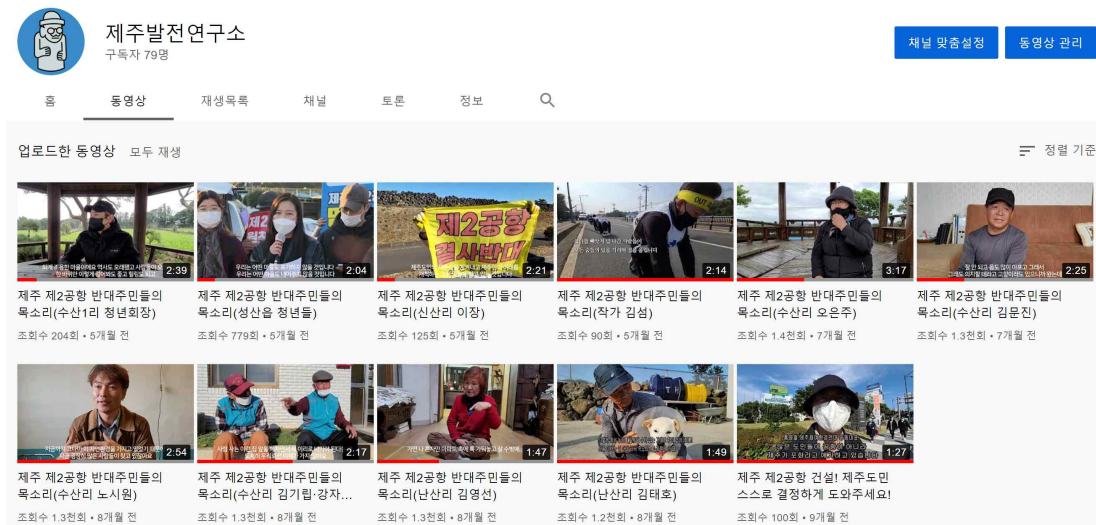 제주발전연구소
구독자 79명
채널 맞춤설정
동영상 관리
홈
동영상
재생목록
채널
토론
정보
업로드한 동영상 모두 재생
정렬 기준
2:39
2:04
제2공항
결사반대
2:21
2:14
3:17
2:25
제주 제2공항 반대주민들의
목소리(수산1리 청년회장)
조회수 204회 • 5개월 전
제주 제2공항 반대주민들의
목소리(성산읍 청년들)
조회수 779회 • 5개월 전
제주 제2공항 반대주민들의
목소리(신산리 이장)
조회수 125회 • 5개월 전
제주 제2공항 반대주민들의
목소리(작가 김섬)
조회수 90회 • 5개월 전
제주 제2공항 반대주민들의
목소리(수산리 오은주)
조회수 1.4천회 • 7개월 전
제주 제2공항 반대주민들의
목소리(수산리 김문진)
조회수 1.3천회 • 7개월 전
2:54
2:17
1:47
1:49
1:27
제주 제2공항 반대주민들의
목소리(수산리 노시원)
조회수 1.3천회 • 8개월 전
제주 제2공항 반대주민들의
목소리(수산리 김기립·강자...
조회수 1.3천회 • 8개월 전
제주 제2공항 반대주민들의
목소리(난산리 김영선)
조회수 1.3천회 • 8개월 전
제주 제2공항 반대주민들의
목소리(난산리 김태호)
조회수 1.2천회 • 8개월 전
제주 제2공항 건설! 제주도민
스스로 결정하게 도와주세요!
조회수 100회 • 9개월 전